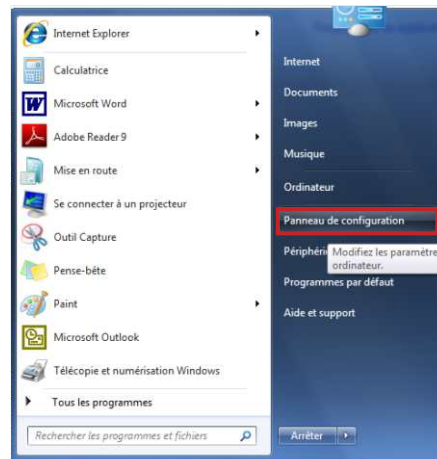 Internet Explorer
Calculatrice
Microsoft Word
Adobe Reader 9
Mise en route
Se connecter à un projecteur
Outil Capture
Pense-bête
Paint
Microsoft Outlook
Télécopie et numérisation Windows
Tous les programmes
Rechercher les programmes et fichiers
Internet
Documents
Images
Musique
Ordinateur
Panneau de configuration
Modifiez les paramètre
ordinateur.
Programmes par défaut
Aide et support
Arrêter